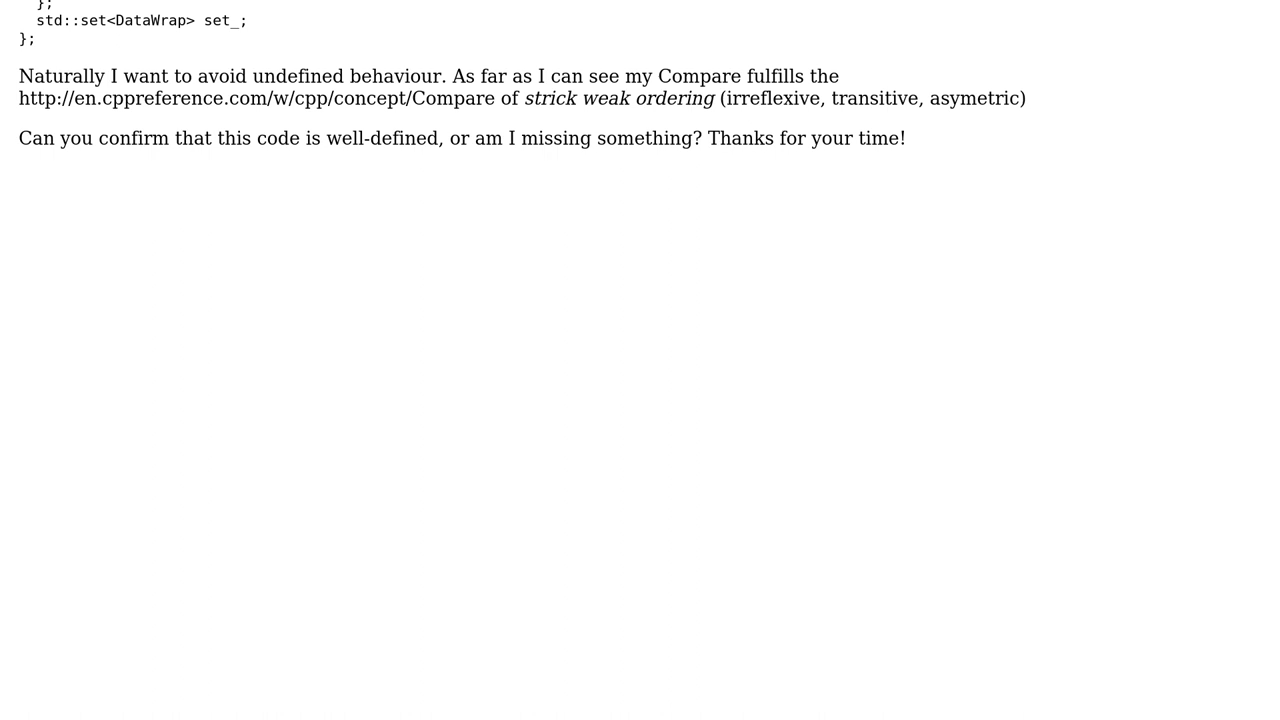 };
std::set<DataWrap> set_;
};
Naturally I want to avoid undefined behaviour. As far as I can see my Compare fulfills the
http://en.cppreference.com/w/cpp/concept/Compare of strick weak ordering (irreflexive, transitive, asymetric)
Can you confirm that this code is well-defined, or am I missing something? Thanks for your time!